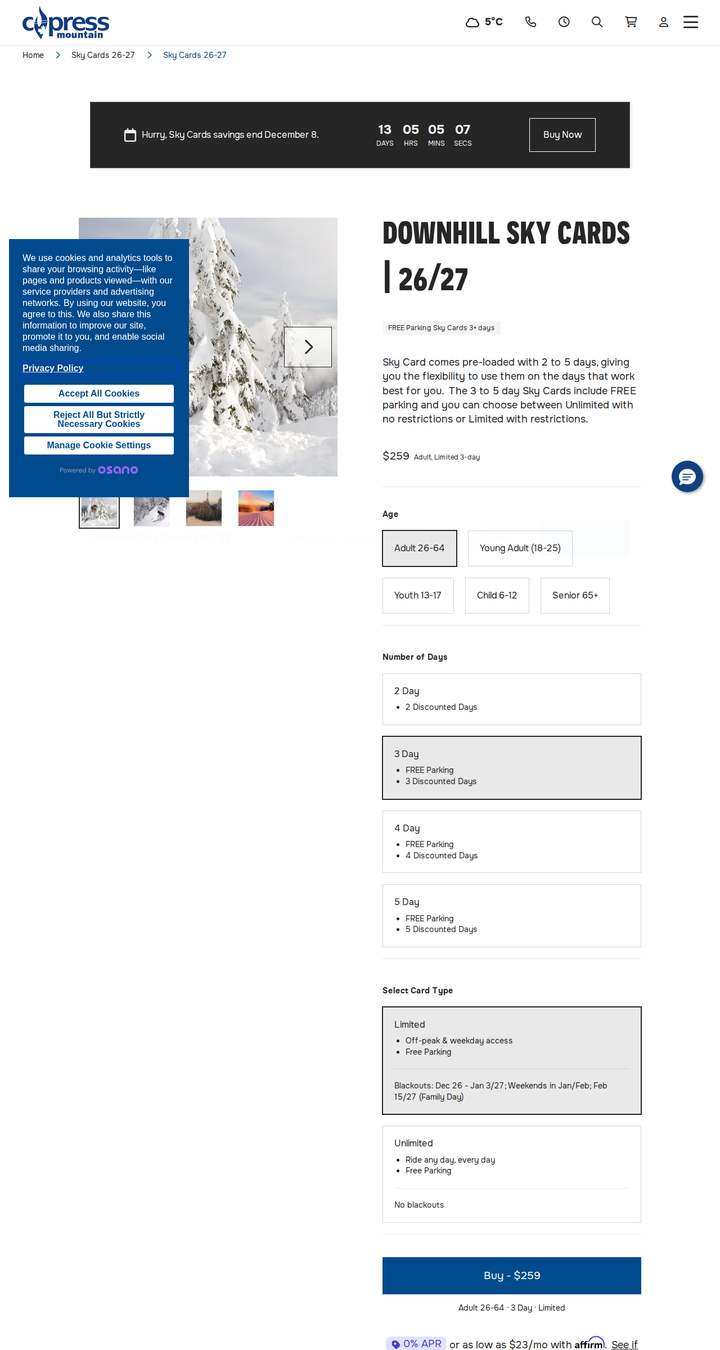 cypress
mountain
5°C
Home
Sky Cards 26-27
Sky Cards 26-27
Hurry, Sky Cards savings end December 8.
13 05 05 07
DAYS HRS MINS SECS
Buy Now
We use cookies and analytics tools to
share your browsing activity—like
pages and products viewed—with our
service providers and advertising
networks. By using our website, you
agree to this. We also share this
information to improve our site,
promote it to you, and enable social
media sharing.
Privacy Policy
Accept All Cookies
Reject All But Strictly
Necessary Cookies
Manage Cookie Settings
Powered by osano
DOWNHILL SKY CARDS
| 26/27
FREE Parking Sky Cards 3+ days
Sky Card comes pre-loaded with 2 to 5 days, giving
you the flexibility to use them on the days that work
best for you. The 3 to 5 day Sky Cards include FREE
parking and you can choose between Unlimited with
no restrictions or Limited with restrictions.
$259 Adult, Limited 3-day
Age
Adult 26-64
Young Adult (18-25)
Youth 13-17
Child 6-12
Senior 65+
Number of Days
2 Day
• 2 Discounted Days
3 Day
• FREE Parking
• 3 Discounted Days
4 Day
• FREE Parking
• 4 Discounted Days
5 Day
• FREE Parking
• 5 Discounted Days
Select Card Type
Limited
• Off-peak & weekday access
• Free Parking
Blackouts: Dec 26 - Jan 3/27; Weekends in Jan/Feb; Feb
15/27 (Family Day)
Unlimited
• Ride any day, every day
• Free Parking
No blackouts
Buy - $259
Adult 26-64 · 3 Day · Limited
0% APR or as low as $23/mo with affirm. See if